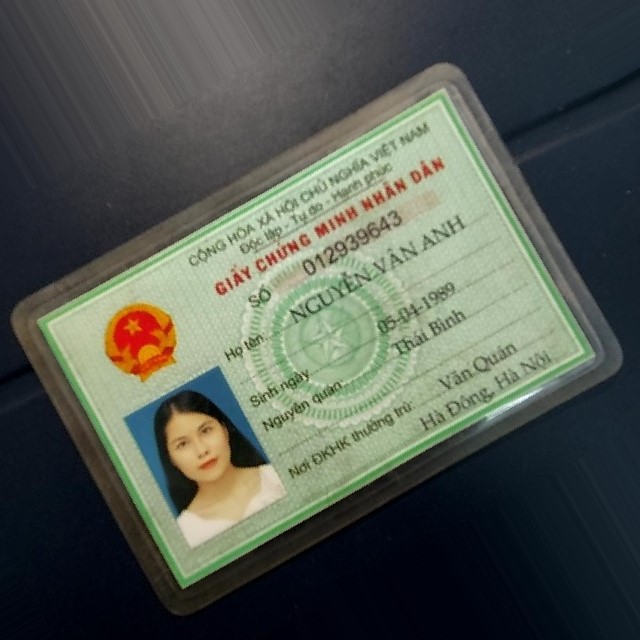 CỘNG HÒA XÃ HỘI CHỦ NGHĨA VIỆT NAM
Độc lập - Tự do - Hạnh phúc
GIẤY CHỨNG MINH NHÂN DÂN
SỐ 012939643
Họ tên: NGUYỄN VÂN ANH
Sinh ngày 05-04-1989
Nguyên quán: Thái Bình
Nơi ĐKHK thường trú: Văn Quán
Hà Đông, Hà Nội